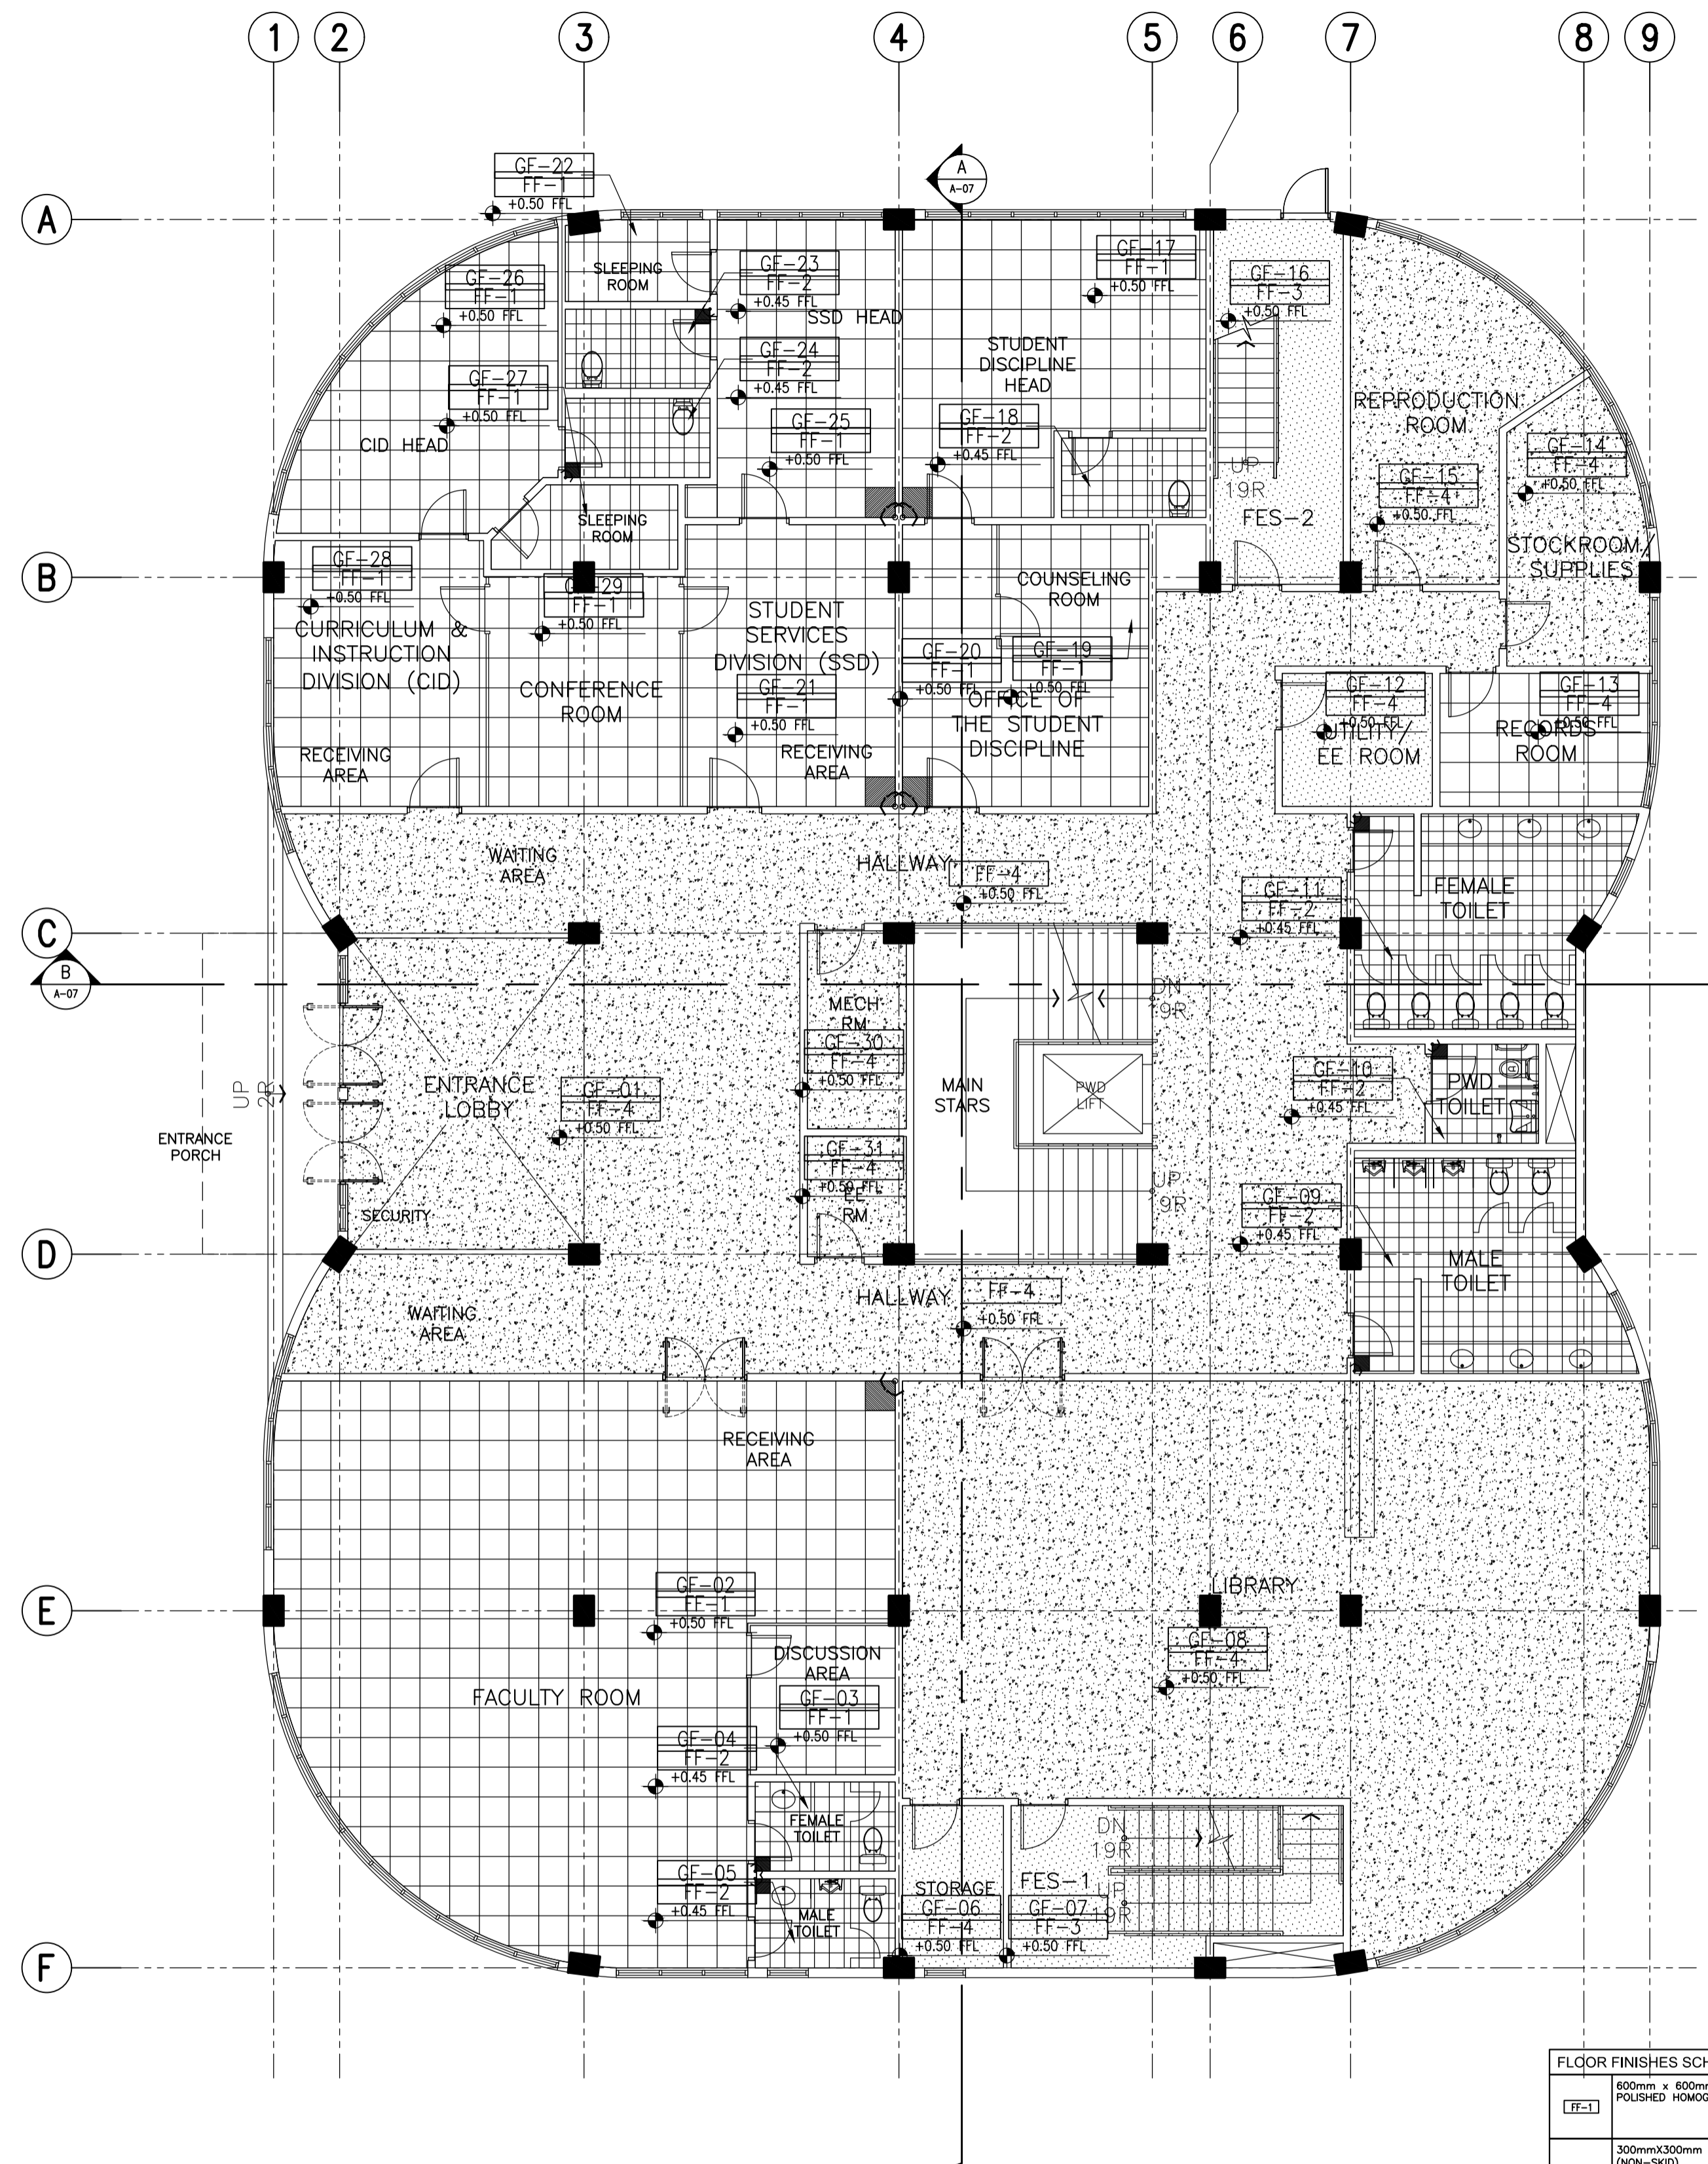 1
2
3
4
5
6
7
8
9
GF-22
FF-1
+0.50 FFL
A
A-07
A
GF-17
FF-1
+0.50 FFL
GF-23
FF-2
+0.45 FFL
GF-16
FF-3
+0.50 FFL
GF-26
FF-1
+0.50 FFL
SLEEPING
ROOM
SSD HEAD
GF-24
FF-2
+0.45 FFL
STUDENT
DISCIPLINE
HEAD
GF-27
FF-1
+0.50 FFL
GF-25
FF-1
+0.50 FFL
GF-18
FF-2
+0.45 FFL
REPRODUCTION
ROOM
CID HEAD
GF-14
FF-4
+0.50 FFL
GF-15
FF-4
+0.50 FFL
UP
19R
FES-2
SLEEPING
ROOM
STOCKROOM/
SUPPLIES
B
GF-28
FF-1
+0.50 FFL
GF-29
FF-1
+0.50 FFL
COUNSELING
ROOM
CURRICULUM &
INSTRUCTION
DIVISION (CID)
STUDENT
SERVICES
DIVISION (SSD)
GF-20
FF-1
+0.50 FFL
GF-19
FF-1
+0.50 FFL
CONFERENCE
ROOM
GF-21
FF-1
+0.50 FFL
OFFICE OF
THE STUDENT
DISCIPLINE
GF-12
FF-4
+0.50 FFL
UTILITY/
EE ROOM
GF-13
FF-4
+0.50 FFL
RECORDS
ROOM
RECEIVING
AREA
RECEIVING
AREA
WAITING
AREA
HALLWAY
FF-4
+0.50 FFL
GF-11
FF-2
+0.45 FFL
FEMALE
TOILET
C
B
A-07
MECH
RM
GF-30
FF-4
+0.50 FFL
DN
9R
ENTRANCE
LOBBY
GF-01
FF-4
+0.50 FFL
MAIN
STARS
PWD
LIFT
GF-10
FF-2
+0.45 FFL
PWD
TOILET
UP
2R
ENTRANCE
PORCH
GF-31
FF-4
+0.50 FFL
EE
RM
UP
9R
GF-09
FF-2
+0.45 FFL
SECURITY
D
MALE
TOILET
HALLWAY
FF-4
+0.50 FFL
WAITING
AREA
RECEIVING
AREA
GF-02
FF-1
+0.50 FFL
LIBRARY
E
GF-08
FF-4
+0.50 FFL
DISCUSSION
AREA
FACULTY ROOM
GF-03
FF-1
+0.50 FFL
GF-04
FF-2
+0.45 FFL
FEMALE
TOILET
DN
19R
GF-05
FF-2
+0.45 FFL
STORAGE
FES-1
UP
19R
MALE
TOILET
GF-06
FF-4
+0.50 FFL
GF-07
FF-3
+0.50 FFL
F
FLOOR FINISHES SCH
FF-1
600mm x 600mm
POLISHED HOMOG
300mmX300mm
(NON-SKID)